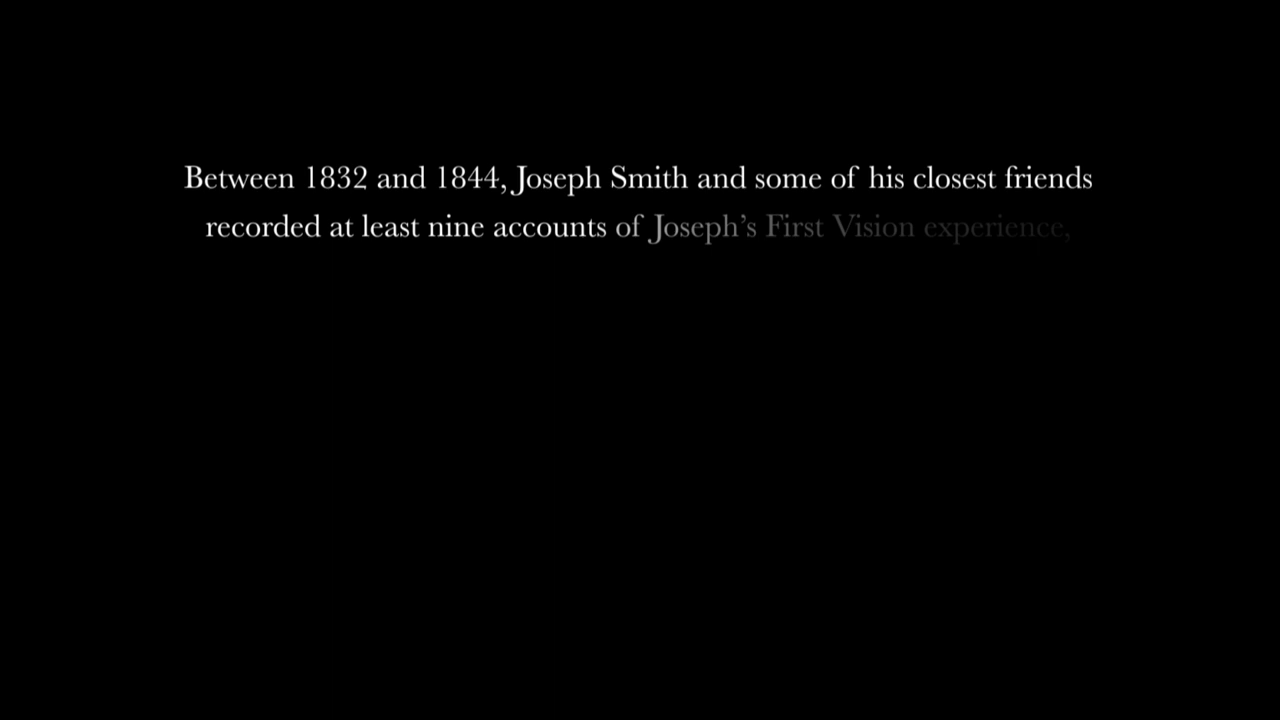 Between 1832 and 1844, Joseph Smith and some of his closest friends
recorded at least nine accounts of Joseph’s First Vision experience,